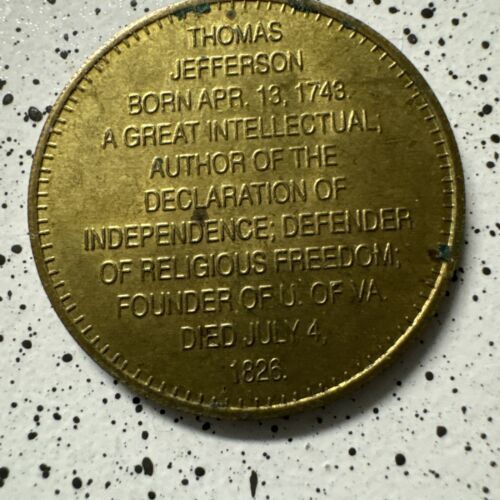 THOMAS
JEFFERSON
BORN APR. 13, 1743.
A GREAT INTELLECTUAL;
AUTHOR OF THE
DECLARATION OF
INDEPENDENCE; DEFENDER
OF RELIGIOUS FREEDOM;
FOUNDER OF U. OF VA.
DIED JULY 4,
1826.